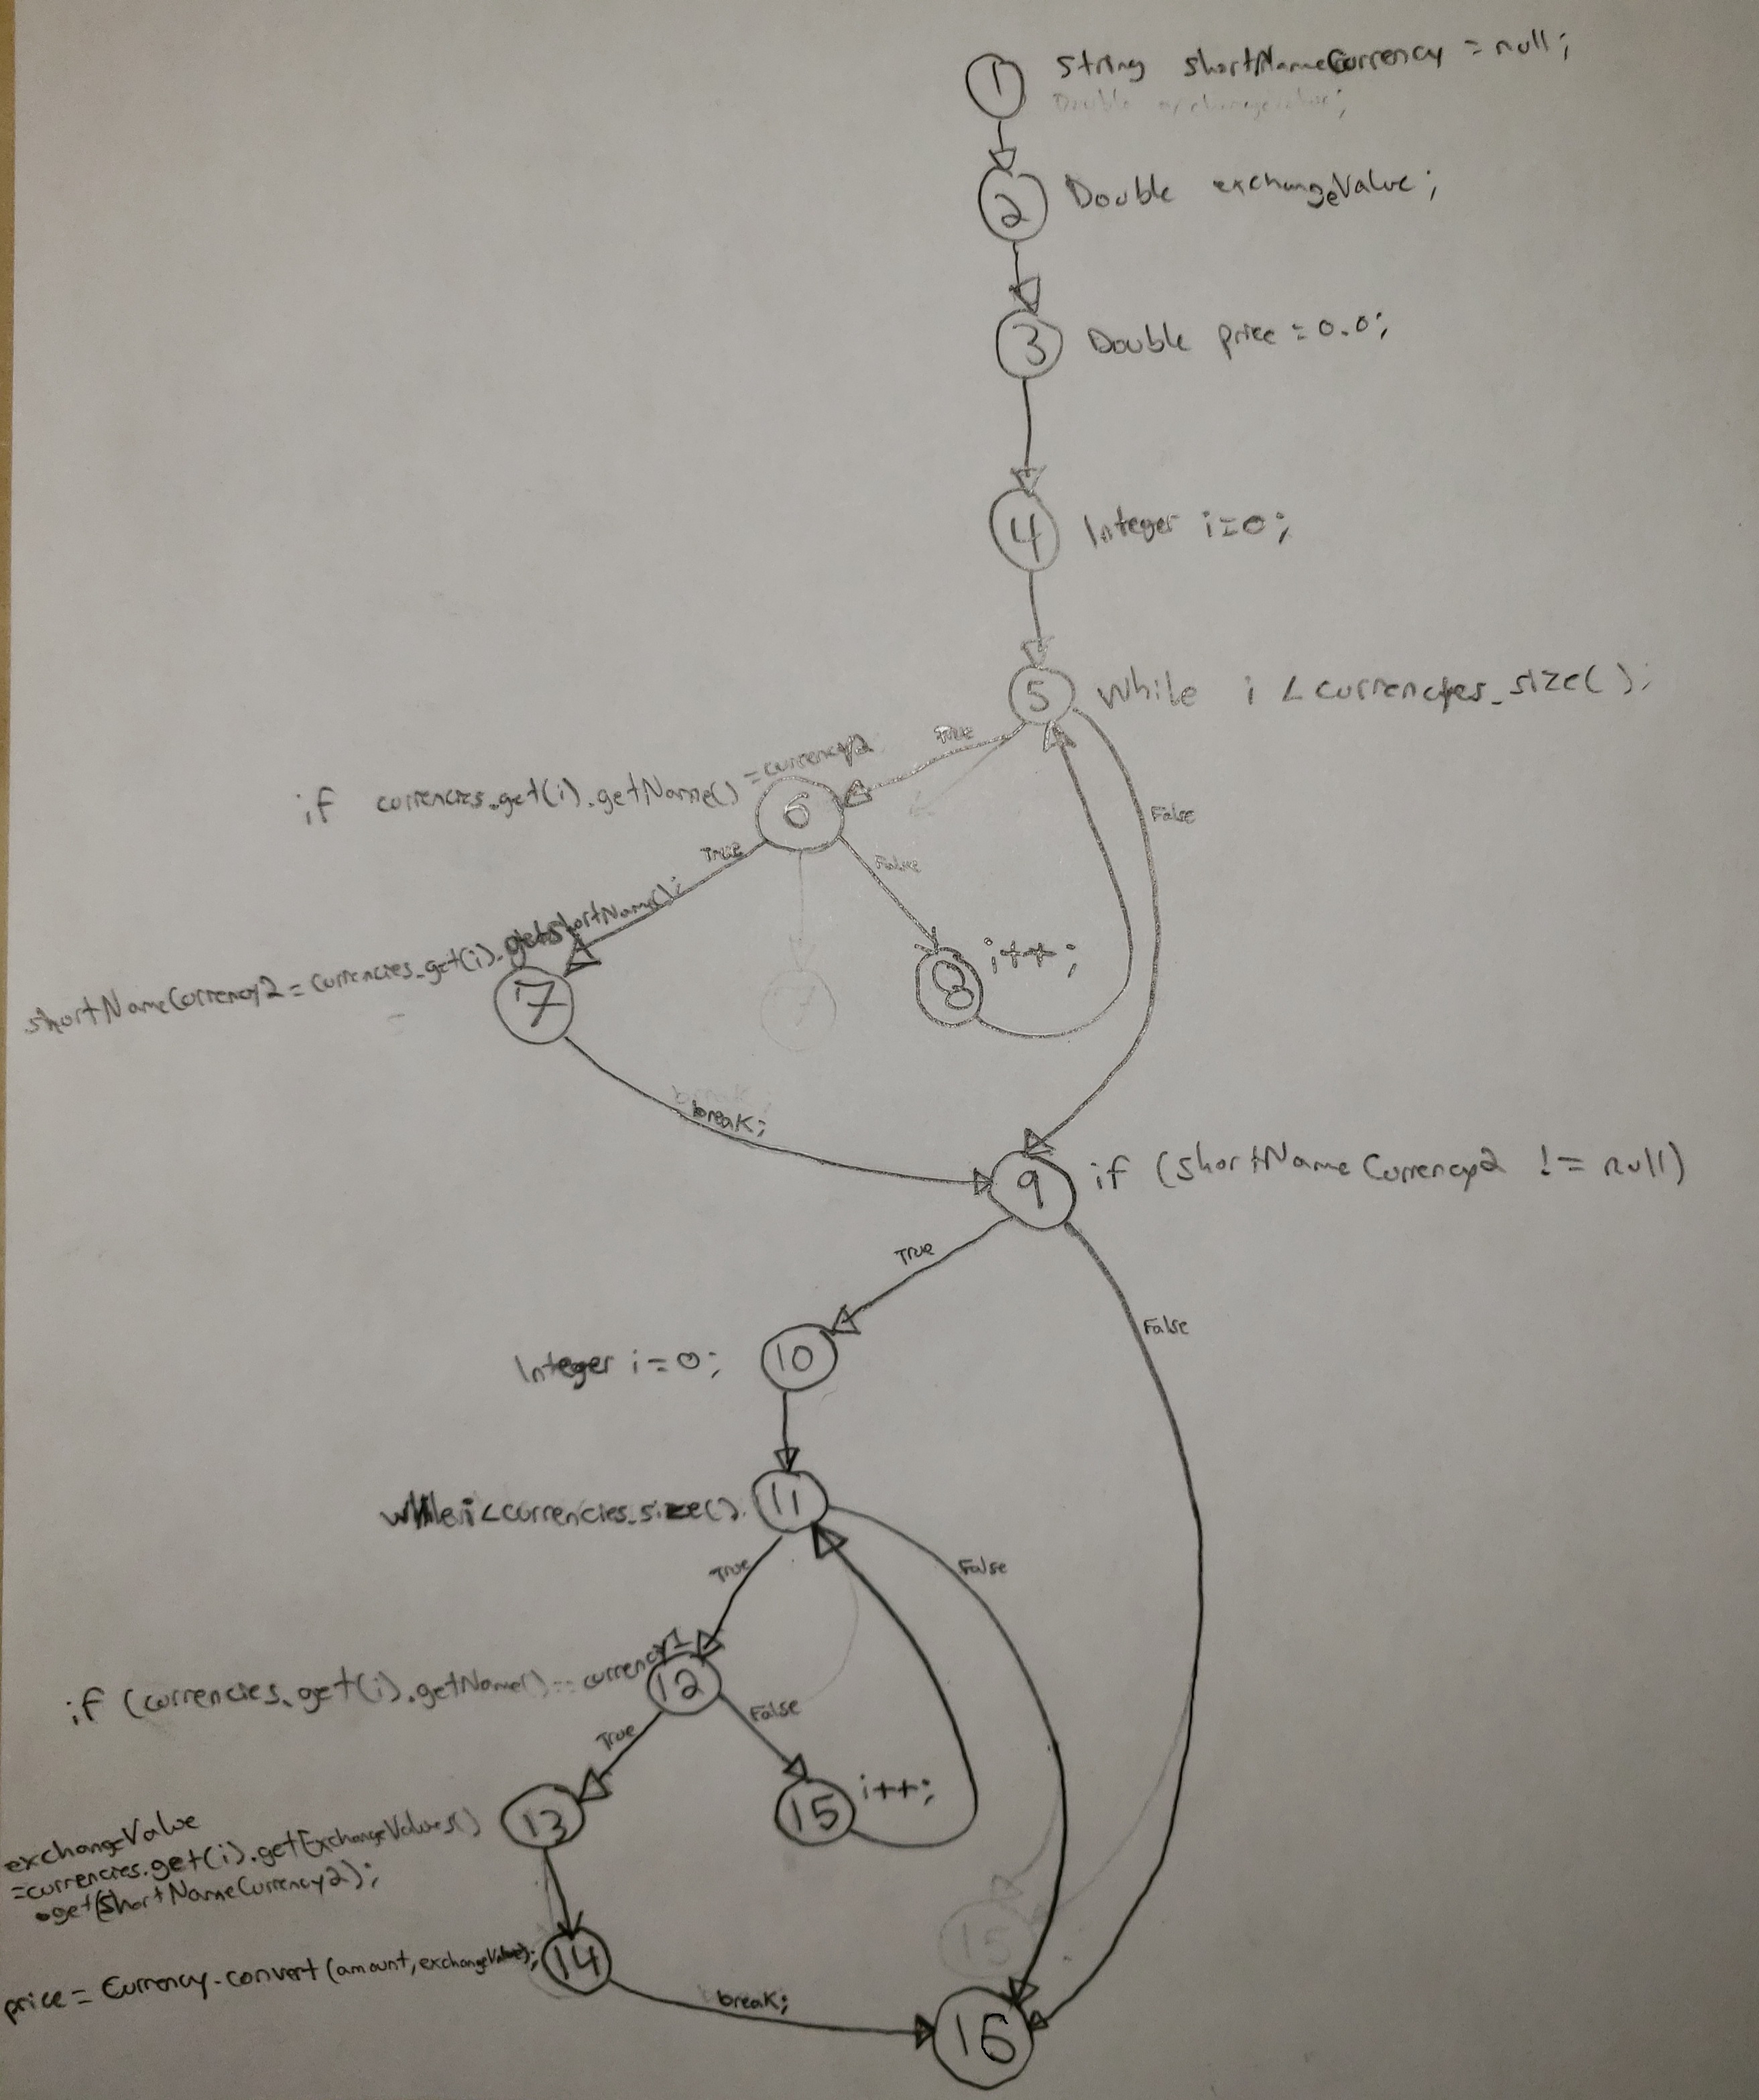 1 String shortNameCurrency = null;
Double exchangeValue;
2 Double exchangeValue;
3 Double price = 0.0;
4 Integer i=0;
5 While i < currencies.size();
True
False
if currencies.get(i).getName() = currency2
6
True
False
shortNameCurrency2 = currencies.get(i).getShortName();
7
7
8 i++;
break;
break;
9 if (shortNameCurrency2 != null)
True
False
Integer i=0; 10
while i < currencies.size(). 11
True
False
if (currencies.get(i).getName() == currency1
12
True
False
13
15 i++;
exchangeValue
=currencies.get(i).getExchangeValues()
.get(shortNameCurrency2);
15
price = Currency.convert(amount, exchangeValue); 14
break;
16